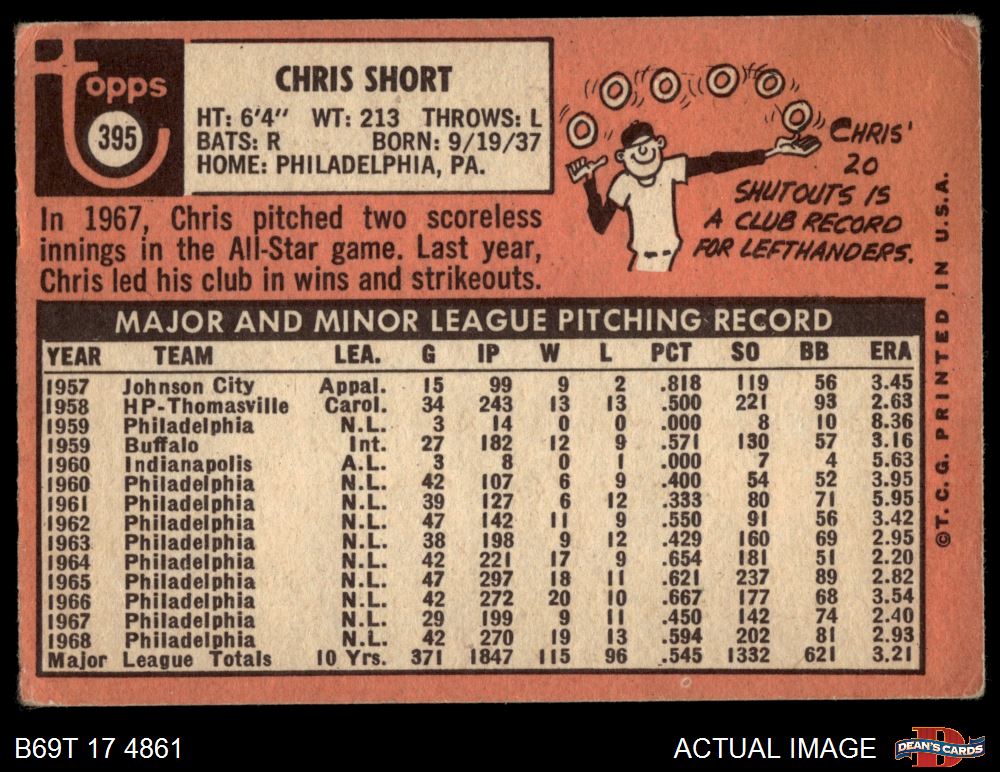 topps
395
CHRIS SHORT
HT: 6'4" WT: 213 THROWS: L
BATS: R BORN: 9/19/37
HOME: PHILADELPHIA, PA.
In 1967, Chris pitched two scoreless
innings in the All-Star game. Last year,
Chris led his club in wins and strikeouts.
CHRIS'
20
SHUTOUTS IS
A CLUB RECORD
FOR LEFTHANDERS.
MAJOR AND MINOR LEAGUE PITCHING RECORD
YEAR TEAM LEA. G IP W L PCT SO BB ERA
1957 Johnson City Appal. 15 99 9 2 .818 119 56 3.45
1958 HP-Thomasville Carol. 34 243 13 13 .500 221 93 2.63
1959 Philadelphia N.L. 3 14 0 0 .000 8 10 8.36
1959 Buffalo Int. 27 182 12 9 .571 130 57 3.16
1960 Indianapolis A.L. 3 8 0 1 .000 7 4 5.63
1960 Philadelphia N.L. 42 107 6 9 .400 54 52 3.95
1961 Philadelphia N.L. 39 127 6 12 .333 80 71 5.95
1962 Philadelphia N.L. 47 142 11 9 .550 91 56 3.42
1963 Philadelphia N.L. 38 198 9 12 .429 160 69 2.95
1964 Philadelphia N.L. 42 221 17 9 .654 181 51 2.20
1965 Philadelphia N.L. 47 297 18 11 .621 237 89 2.82
1966 Philadelphia N.L. 42 272 20 10 .667 177 68 3.54
1967 Philadelphia N.L. 29 199 9 11 .450 142 74 2.40
1968 Philadelphia N.L. 42 270 19 13 .594 202 81 2.93
Major League Totals 10 Yrs. 371 1847 115 96 .545 1332 621 3.21
©T. C. G. PRINTED IN U.S.A.
B69T 17 4861
ACTUAL IMAGE
D
DEAN'S CARDS